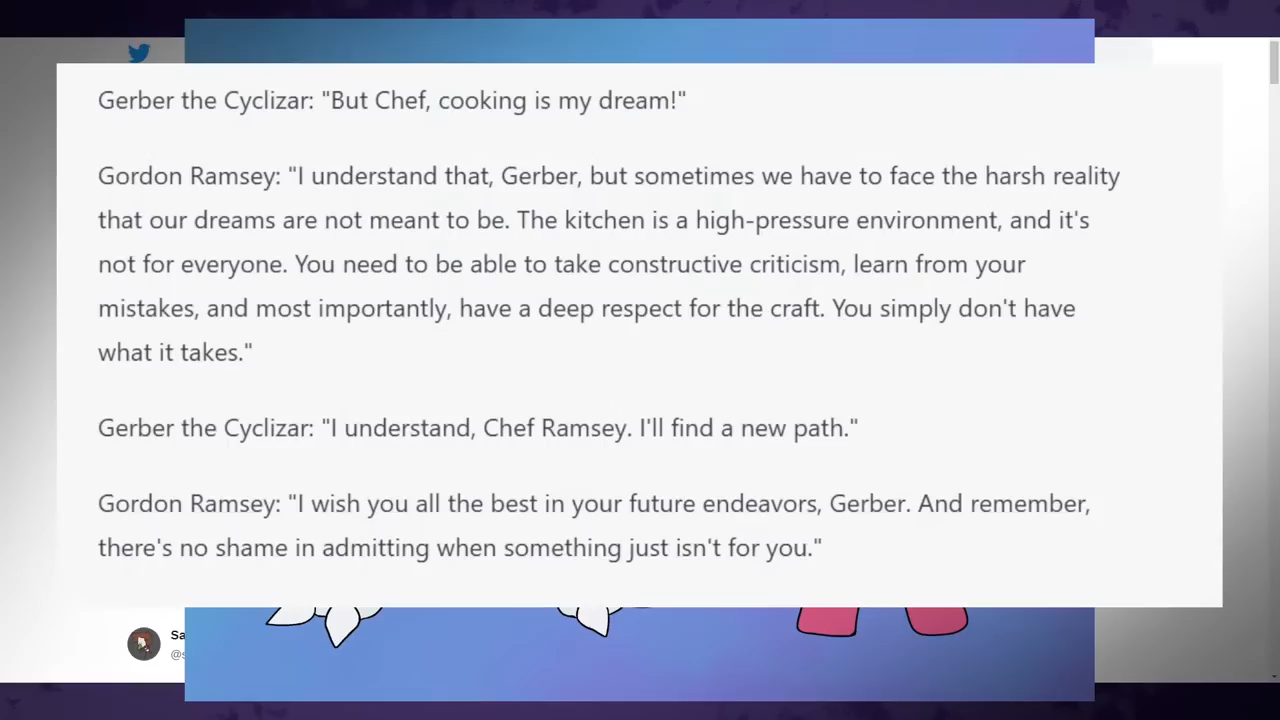 Gerber the Cyclizar: "But Chef, cooking is my dream!"
Gordon Ramsey: "I understand that, Gerber, but sometimes we have to face the harsh reality
that our dreams are not meant to be. The kitchen is a high-pressure environment, and it's
not for everyone. You need to be able to take constructive criticism, learn from your
mistakes, and most importantly, have a deep respect for the craft. You simply don't have
what it takes."
Gerber the Cyclizar: "I understand, Chef Ramsey. I'll find a new path."
Gordon Ramsey: "I wish you all the best in your future endeavors, Gerber. And remember,
there's no shame in admitting when something just isn't for you."
Sa
@s